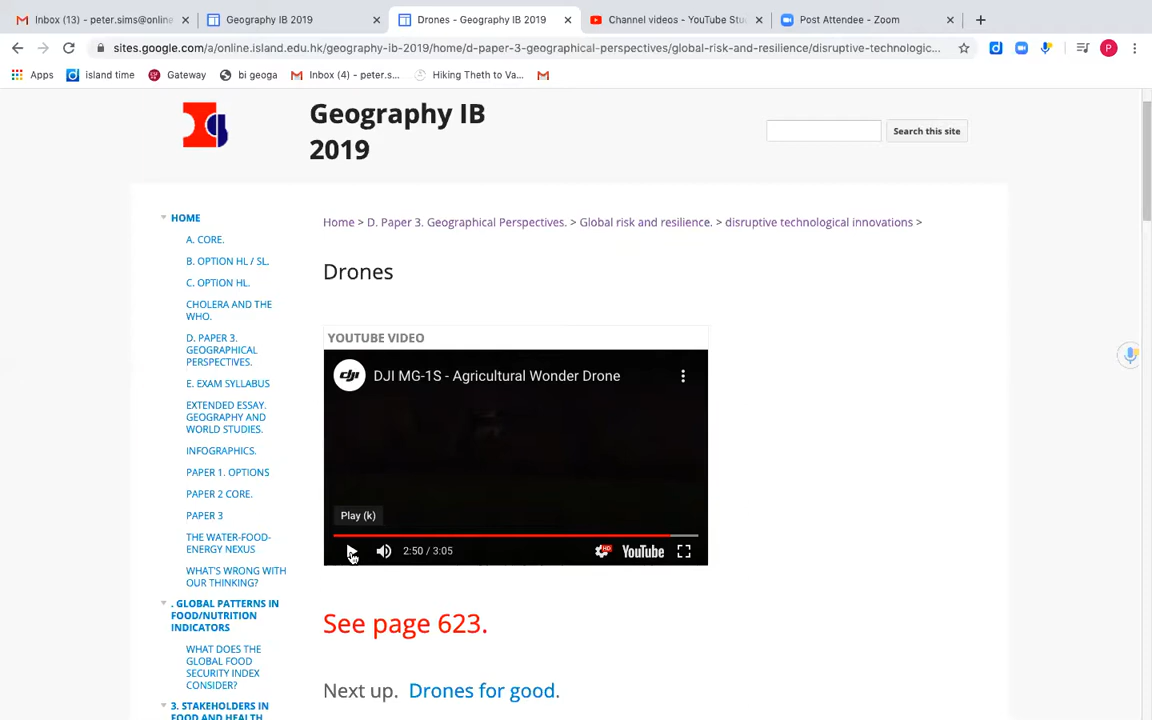 Inbox (13) - peter.sims@online
Geography IB 2019
Drones - Geography IB 2019
Channel videos - YouTube Stu
Post Attendee - Zoom
sites.google.com/a/online.island.edu.hk/geography-ib-2019/home/d-paper-3-geographical-perspectives/global-risk-and-resilience/disruptive-technologic...
P
Apps
island time
Gateway
bi geoga
Inbox (4) - peter.s...
Hiking Theth to Va...
Geography IB
2019
Search this site
HOME
A. CORE.
B. OPTION HL / SL.
C. OPTION HL.
CHOLERA AND THE
WHO.
D. PAPER 3.
GEOGRAPHICAL
PERSPECTIVES.
E. EXAM SYLLABUS
EXTENDED ESSAY.
GEOGRAPHY AND
WORLD STUDIES.
INFOGRAPHICS.
PAPER 1. OPTIONS
PAPER 2 CORE.
PAPER 3
THE WATER-FOOD-
ENERGY NEXUS
WHAT'S WRONG WITH
OUR THINKING?
. GLOBAL PATTERNS IN
FOOD/NUTRITION
INDICATORS
WHAT DOES THE
GLOBAL FOOD
SECURITY INDEX
CONSIDER?
3. STAKEHOLDERS IN
FOOD AND HEALTH
Home > D. Paper 3. Geographical Perspectives. > Global risk and resilience. > disruptive technological innovations >
Drones
YOUTUBE VIDEO
dji
DJI MG-1S - Agricultural Wonder Drone
Play (k)
2:50 / 3:05
HD
YouTube
See page 623.
Next up. Drones for good.